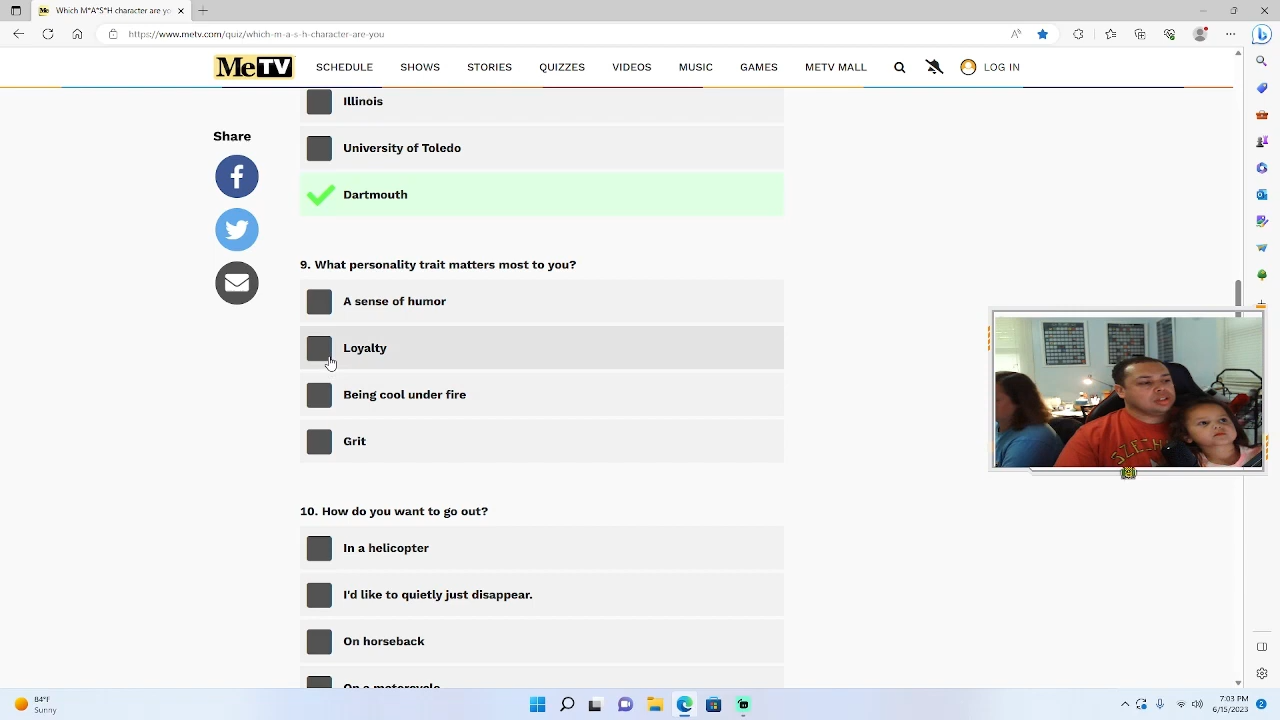 Which M*A*S*H character are yo
https://www.metv.com/quiz/which-m-a-s-h-character-are-you
MeTV SCHEDULE SHOWS STORIES QUIZZES VIDEOS MUSIC GAMES METV MALL LOG IN
Share
Illinois
University of Toledo
Dartmouth
9. What personality trait matters most to you?
A sense of humor
Loyalty
Being cool under fire
Grit
10. How do you want to go out?
In a helicopter
I'd like to quietly just disappear.
On horseback
On a motorcycle
84°F
Sunny
7:03 PM
6/15/2023